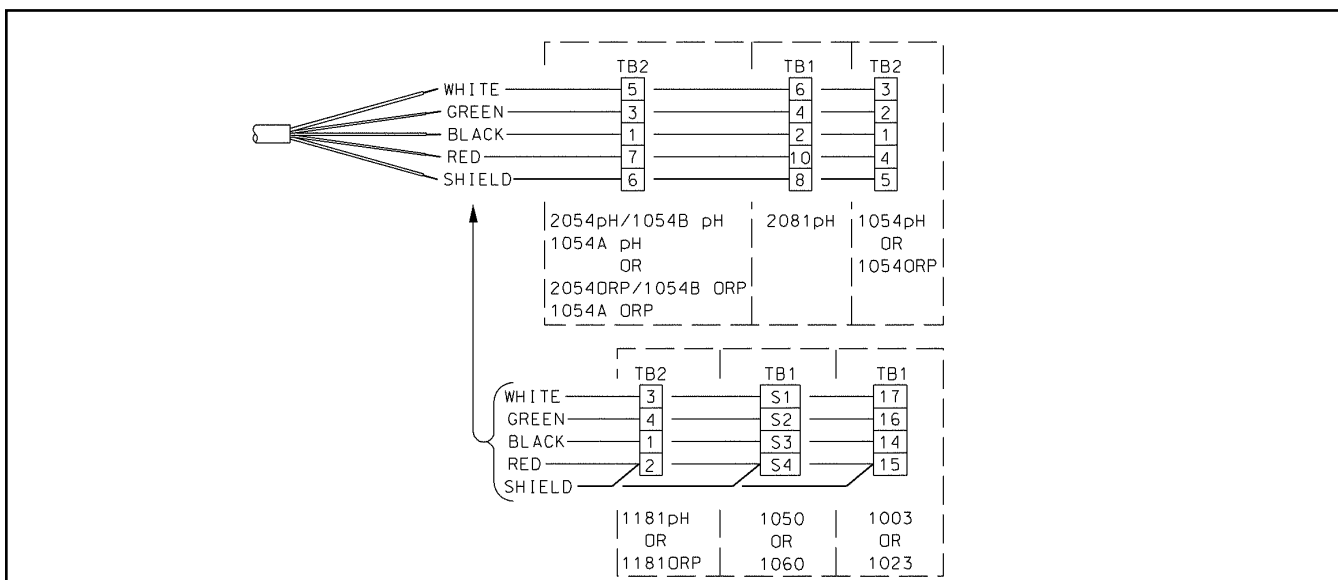 TB2 TB1 TB2
WHITE 5 6 3
GREEN 3 4 2
BLACK 1 2 1
RED 7 10 4
SHIELD 6 8 5
2054pH/1054B pH 2081pH 1054pH
1054A pH OR
OR 1054ORP
2054ORP/1054B ORP
1054A ORP
TB2 TB1 TB1
WHITE 3 S1 17
GREEN 4 S2 16
BLACK 1 S3 14
RED 2 S4 15
SHIELD
1181pH 1050 1003
OR OR OR
1181ORP 1060 1023